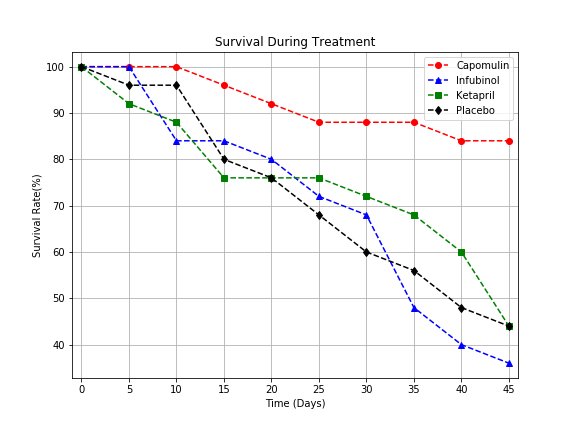 Survival During Treatment
Capomulin
Infubinol
Ketapril
Placebo
100
90
80
70
60
50
40
Survival Rate(%)
0 5 10 15 20 25 30 35 40 45
Time (Days)